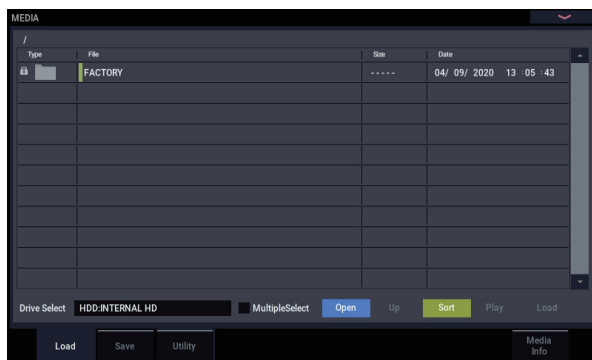 MEDIA
/
Type File Size Date
FACTORY ----- 04/ 09/ 2020 13 :05 :43
Drive Select HDD:INTERNAL HD MultipleSelect Open Up Sort Play Load
Load Save Utility Media Info